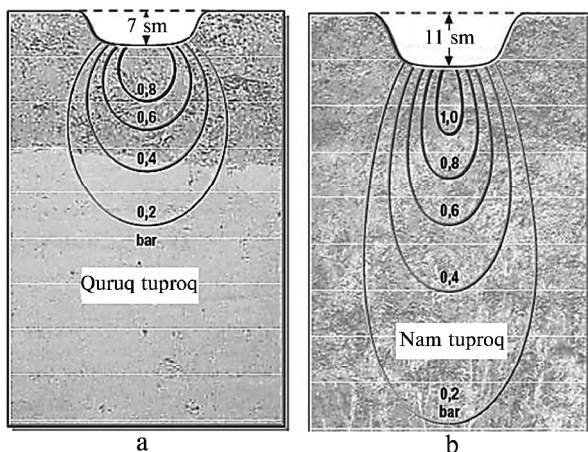 7 sm
0,8
0,6
0,4
0,2
bar
Quruq tuproq
a
11 sm
1,0
0,8
0,6
0,4
Nam tuproq
0,2
bar
b